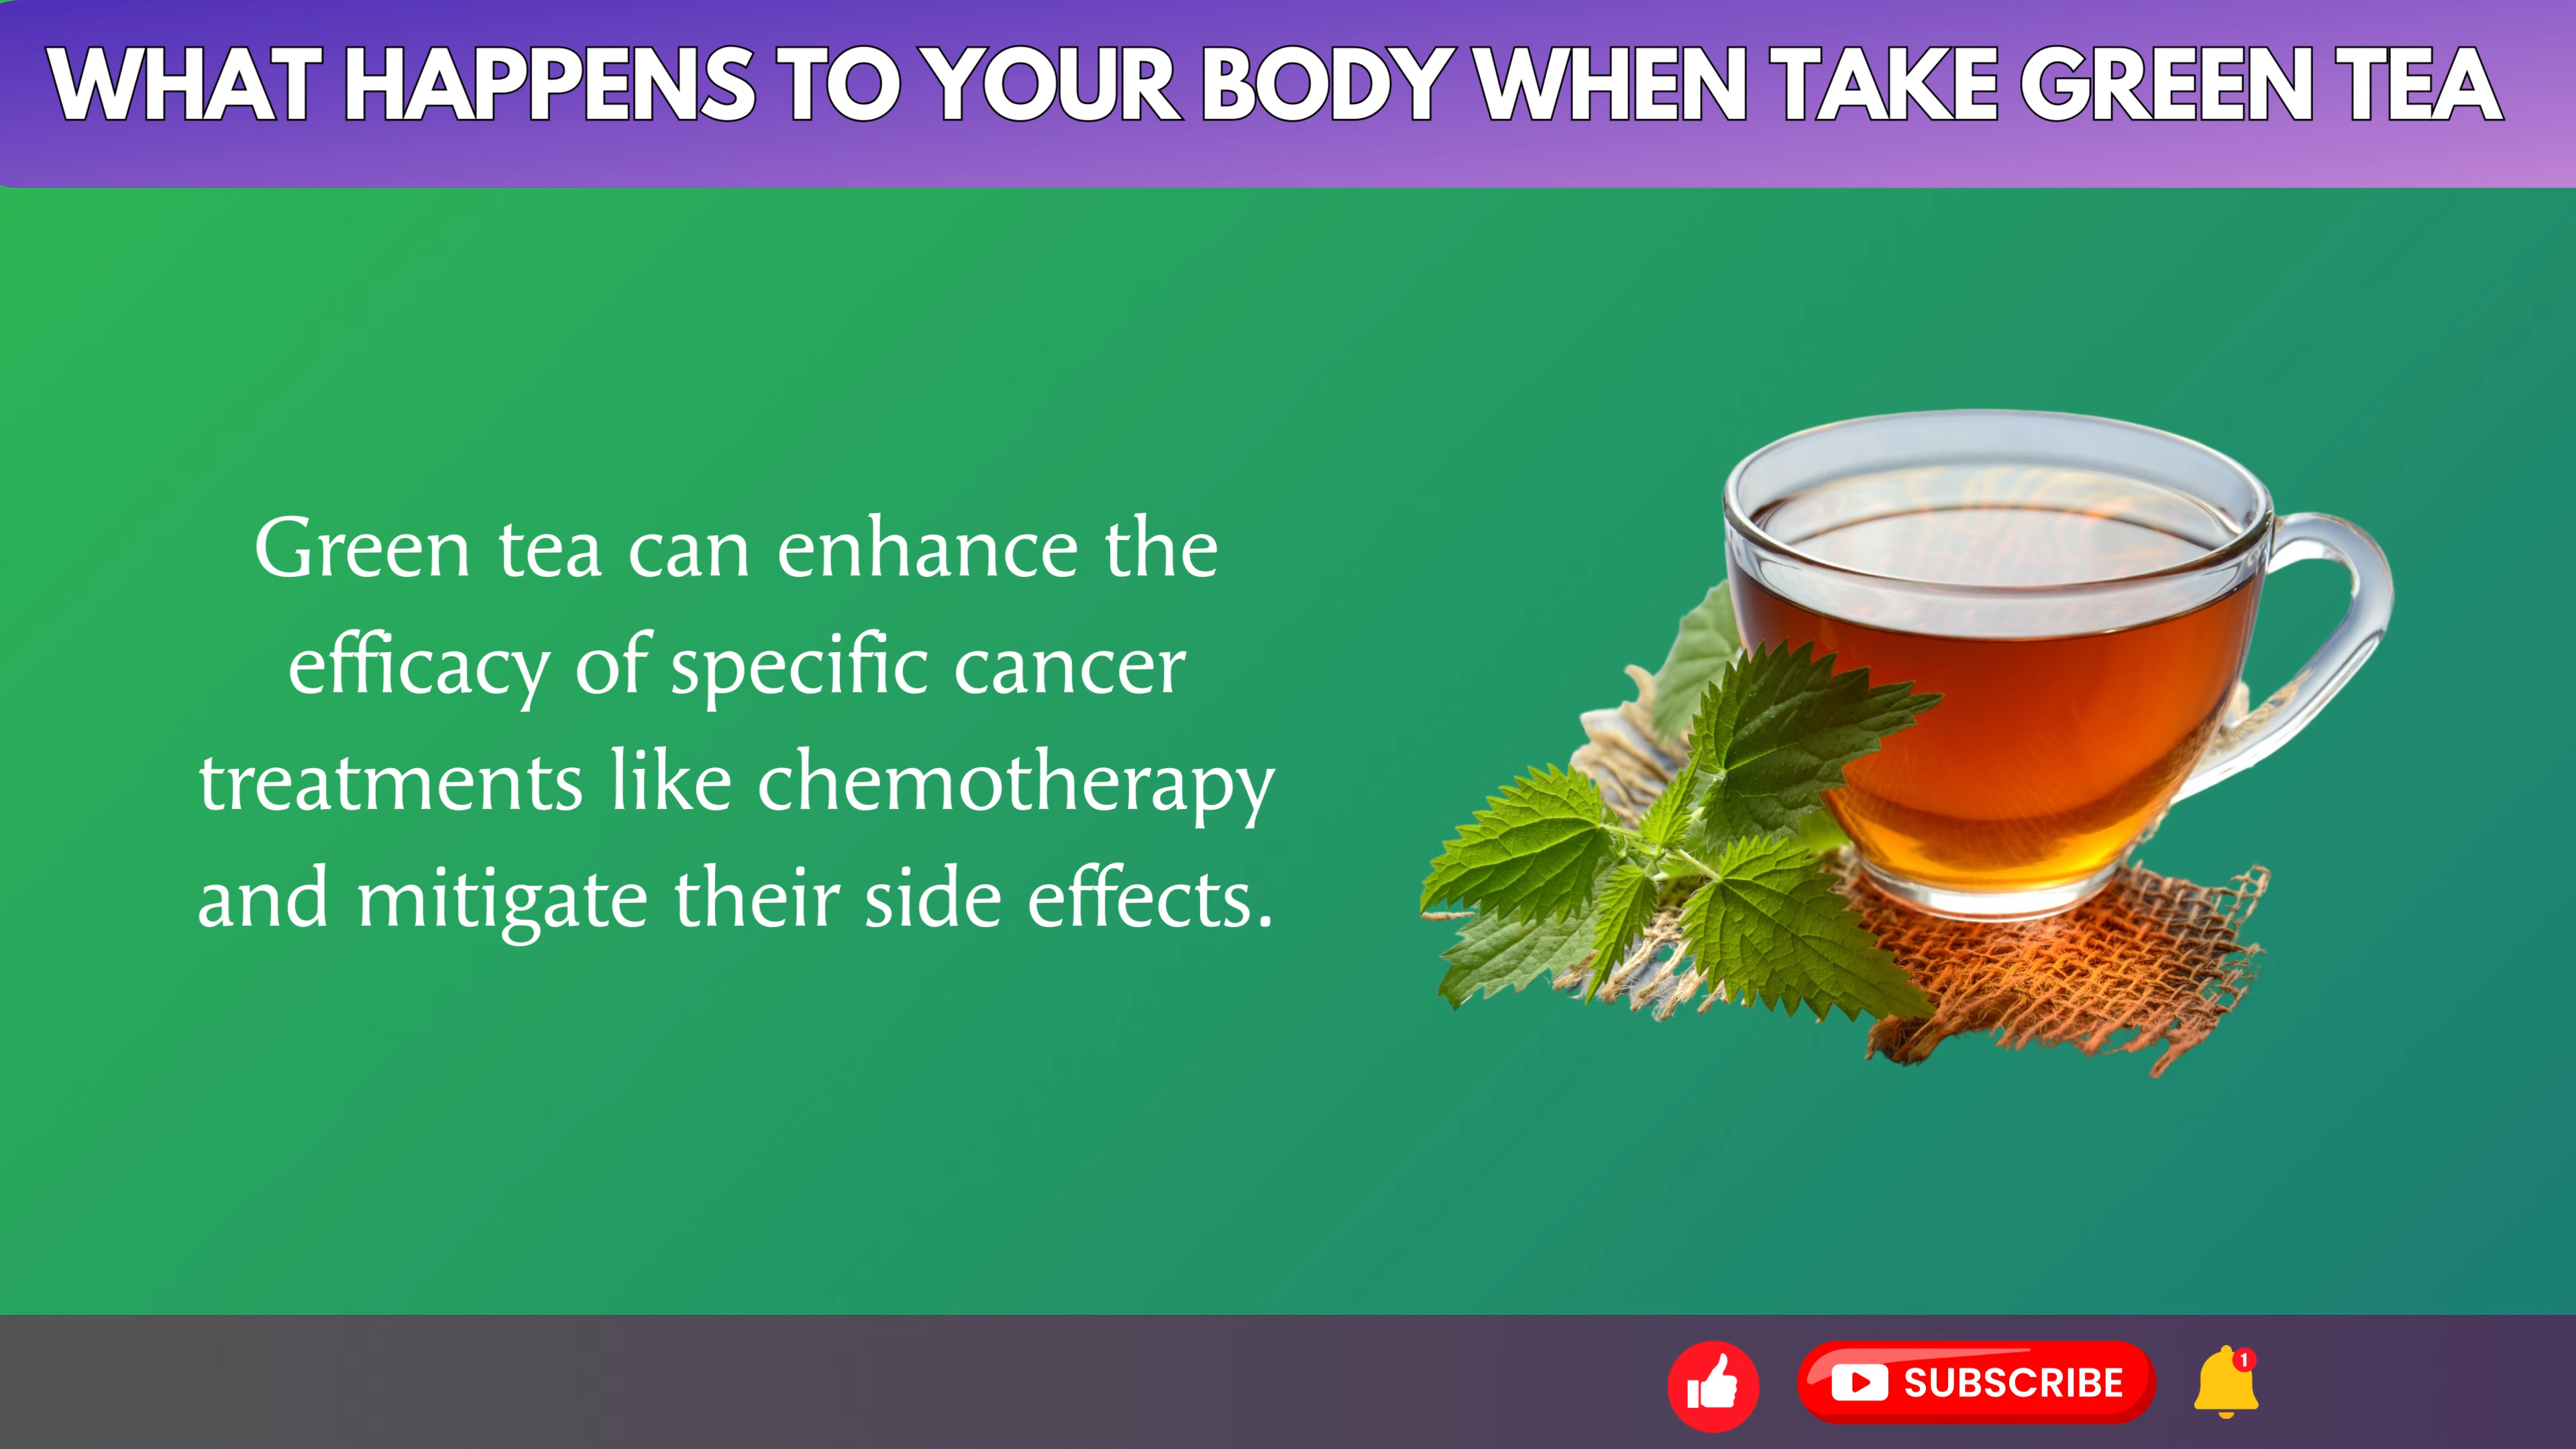 WHAT HAPPENS TO YOUR BODY WHEN TAKE GREEN TEA
Green tea can enhance the
efficacy of specific cancer
treatments like chemotherapy
and mitigate their side effects.
SUBSCRIBE
1